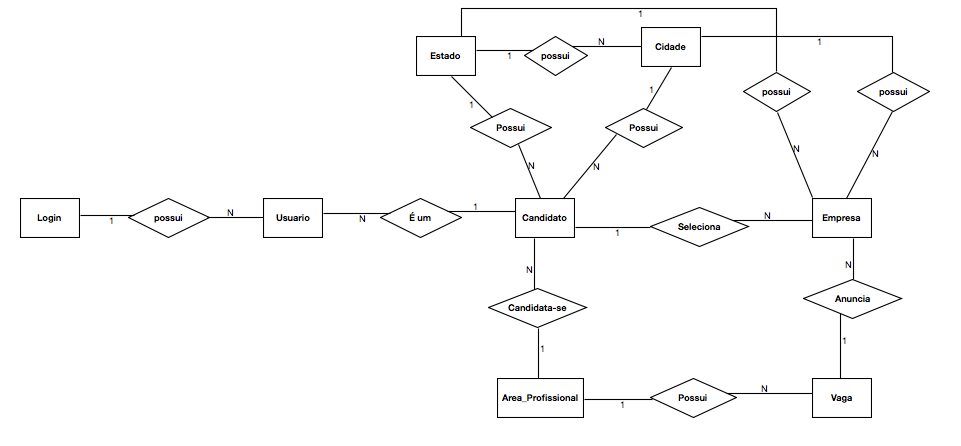 1
Estado
1
possui
N
Cidade
1
possui
possui
1
Possui
N
1
Possui
N
N
N
Login
1
possui
N
Usuario
N
É um
1
Candidato
1
Seleciona
N
Empresa
N
Candidata-se
1
N
Anuncia
1
Area_Profissional
1
Possui
N
Vaga